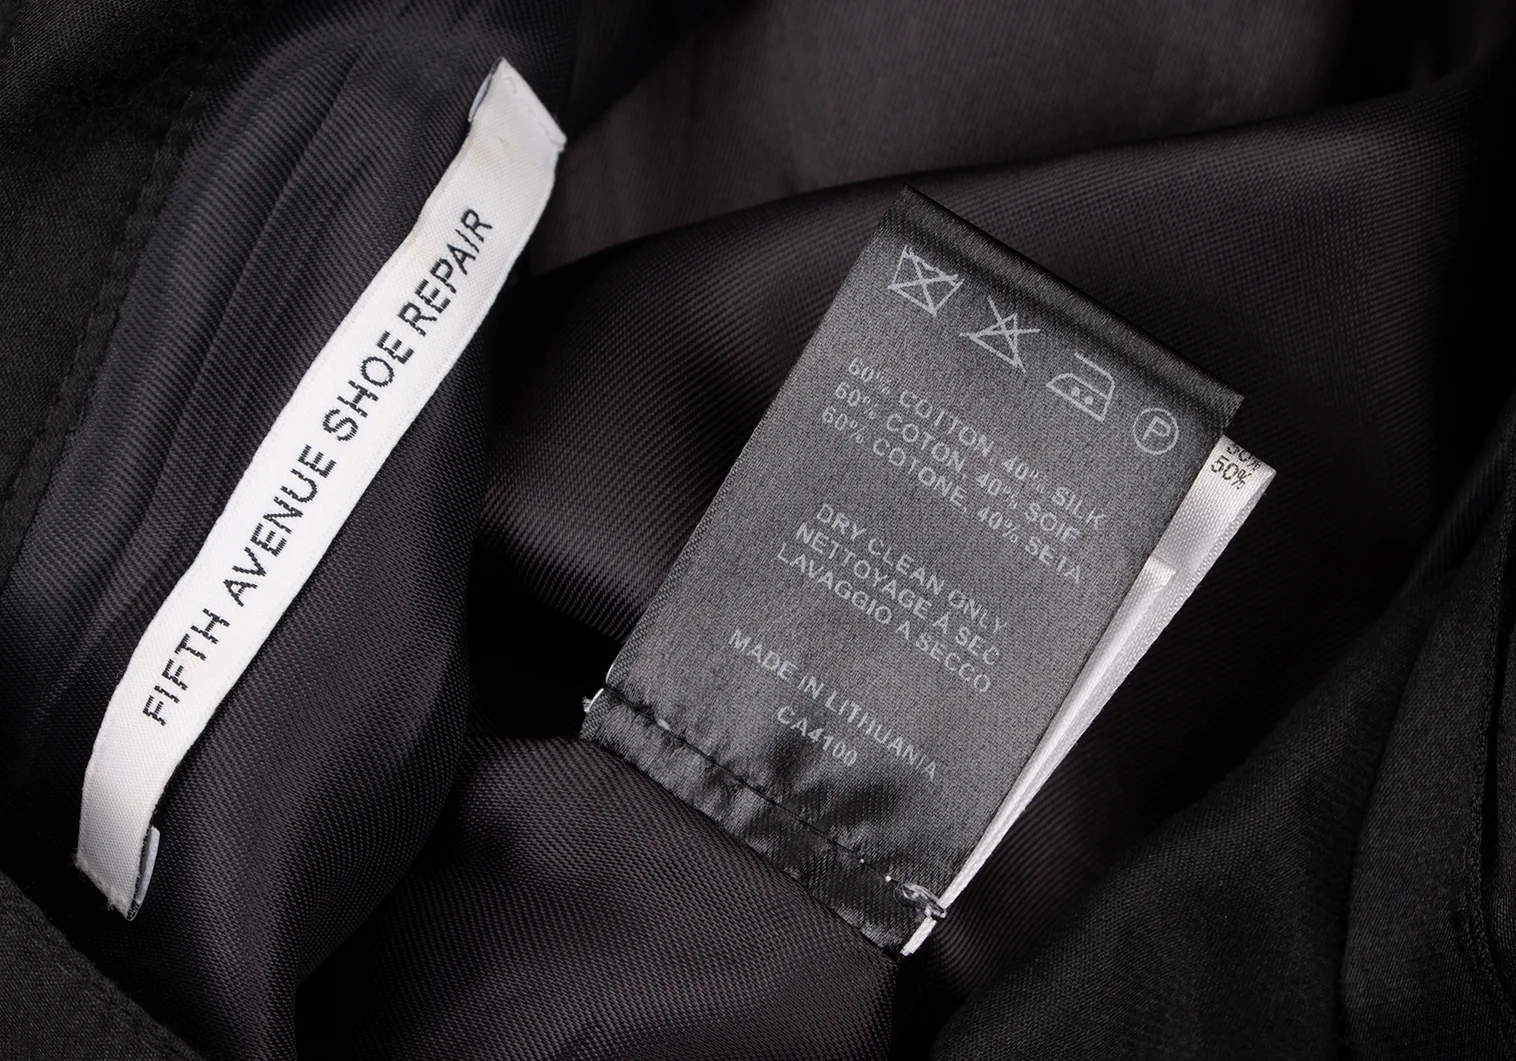 FIFTH AVENUE SHOE REPAIR
P
60% COTTON, 40% SILK
60% COTON, 40% SOIE
60% COTONE, 40% SETA
DRY CLEAN ONLY
NETTOYAGE À SEC
LAVAGGIO A SECCO
MADE IN LITHUANIA
CA4100
50%
50%